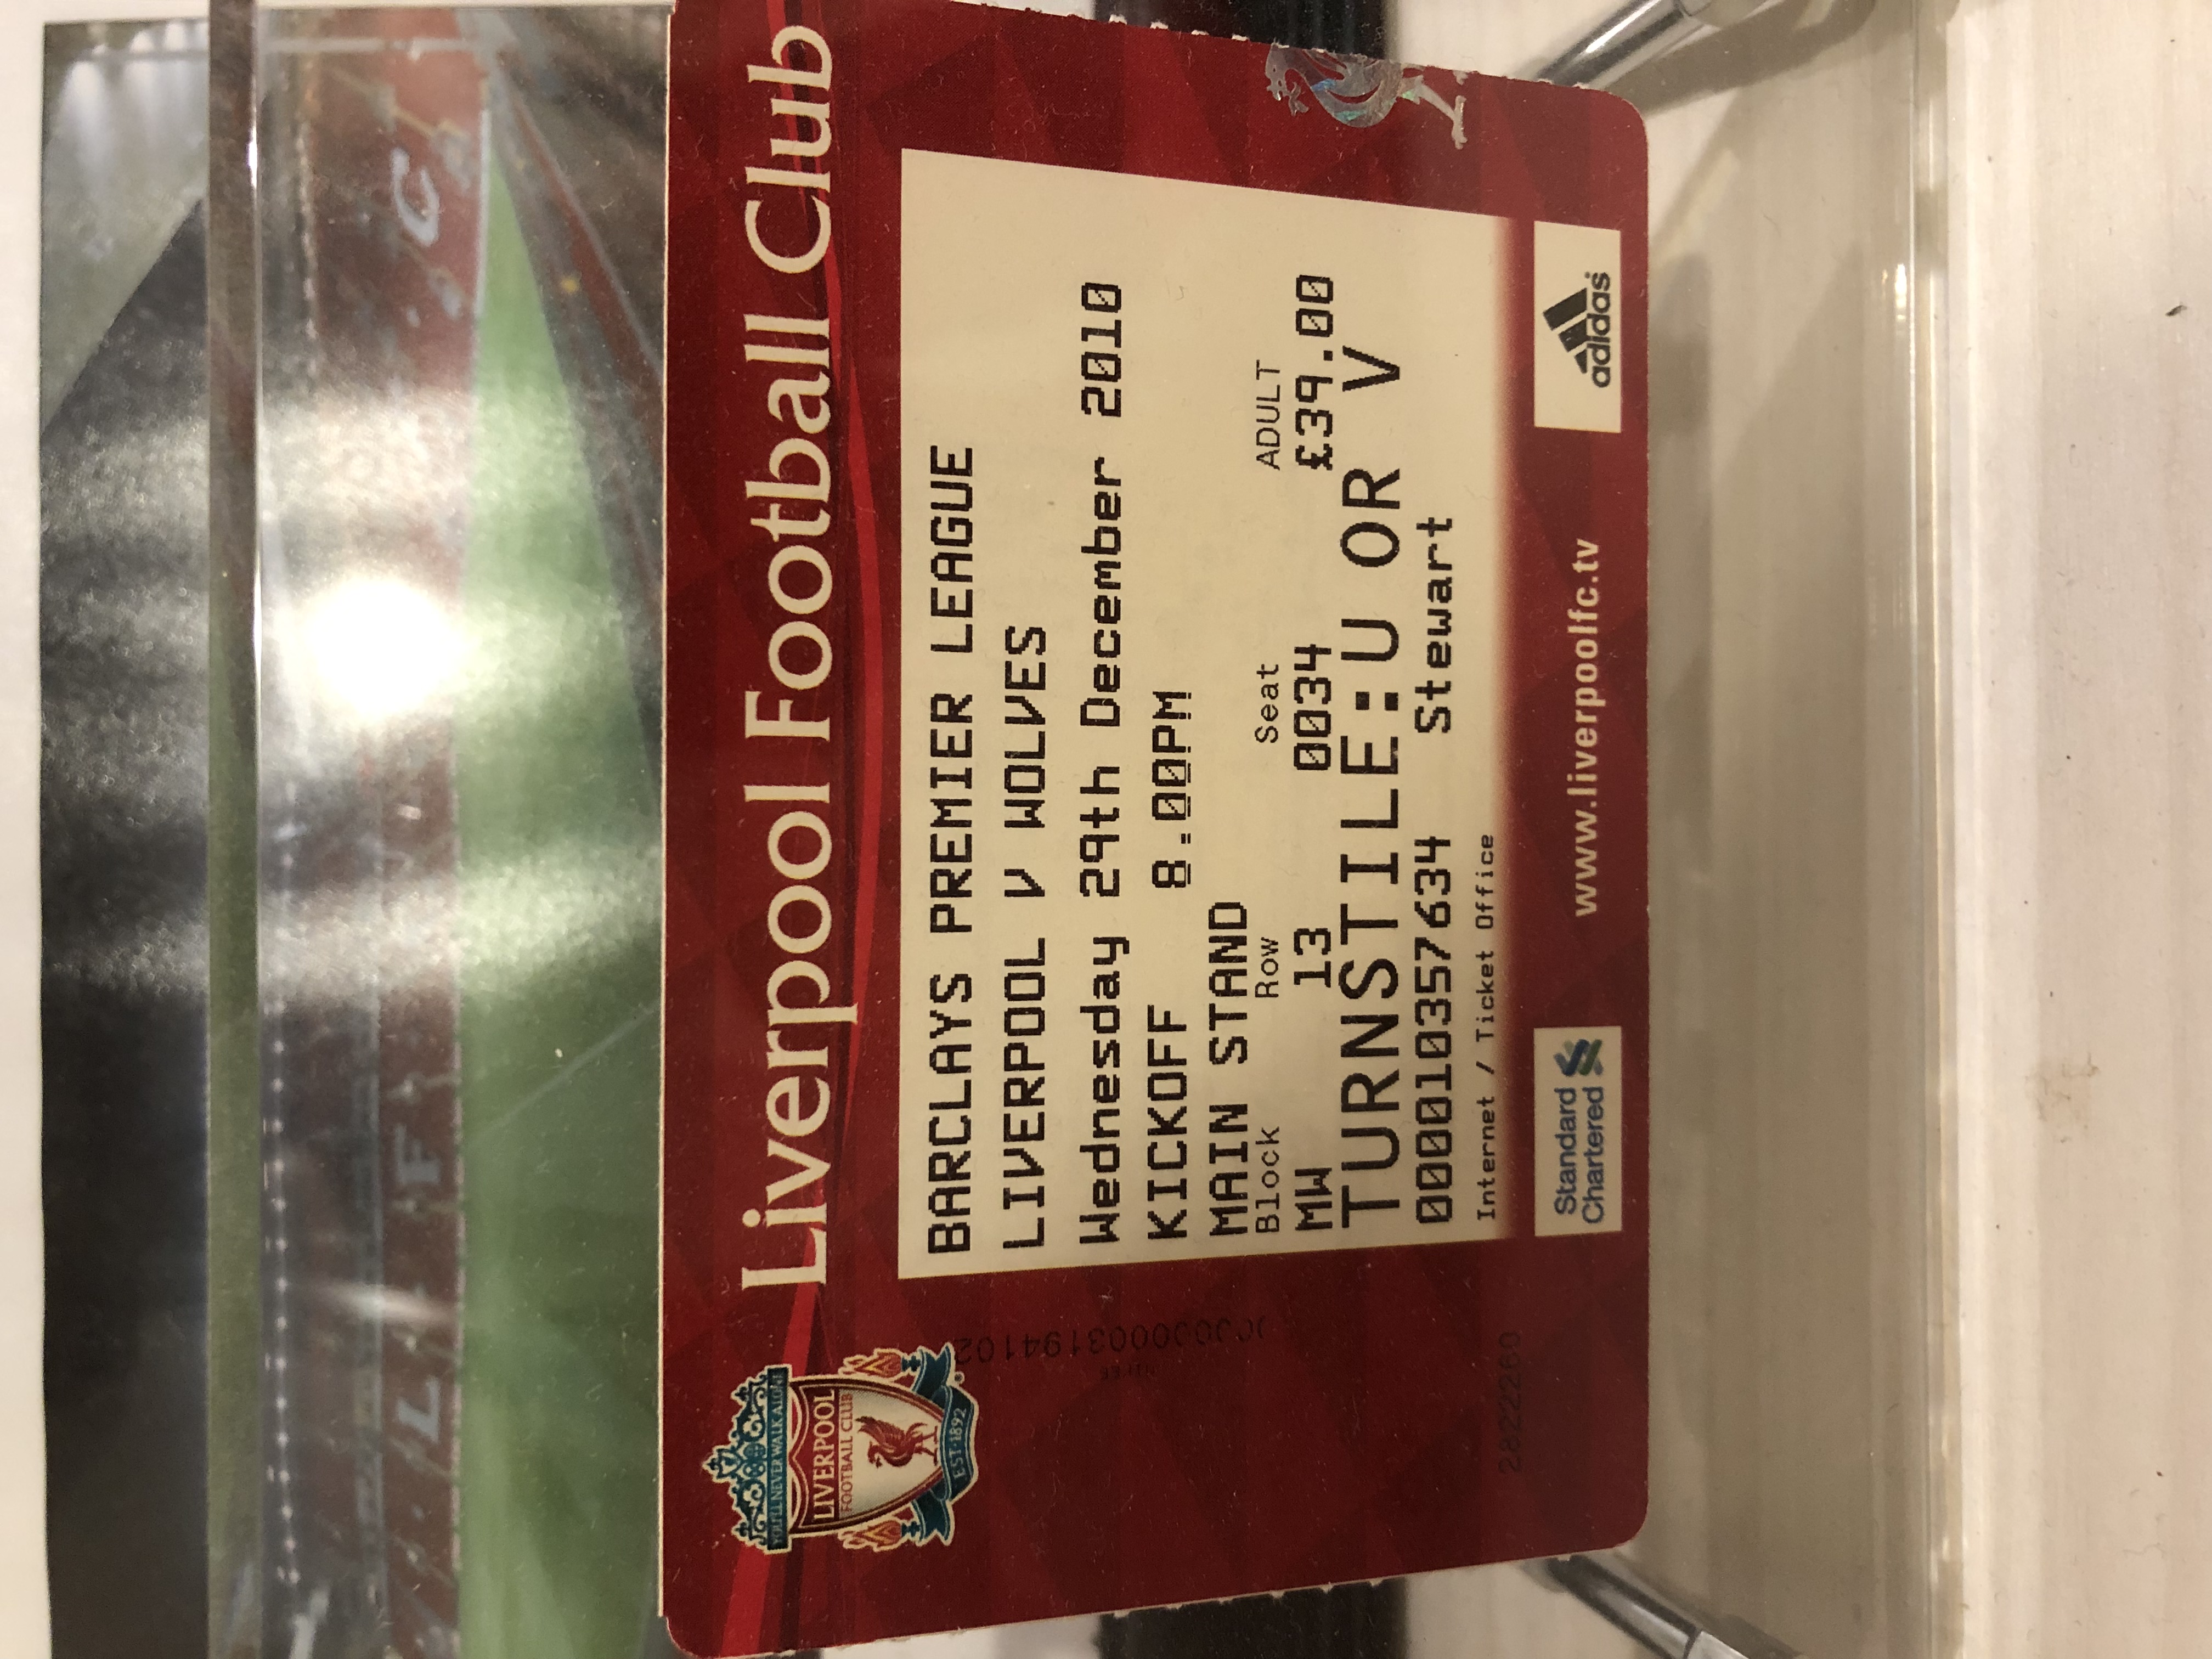 Liverpool Football Club
YOU'LL NEVER WALK ALONE
LIVERPOOL
FOOTBALL CLUB
EST·1892
BARCLAYS PREMIER LEAGUE
LIVERPOOL V WOLVES
Wednesday 29th December 2010
KICKOFF 8.00PM
MAIN STAND
Block Row Seat ADULT
MW 13 0034 £39.00
TURNSTILE:U OR V
000010357634 Stewart
Internet / Ticket Office
Standard
Chartered
www.liverpoolfc.tv
adidas
28222260
L F C